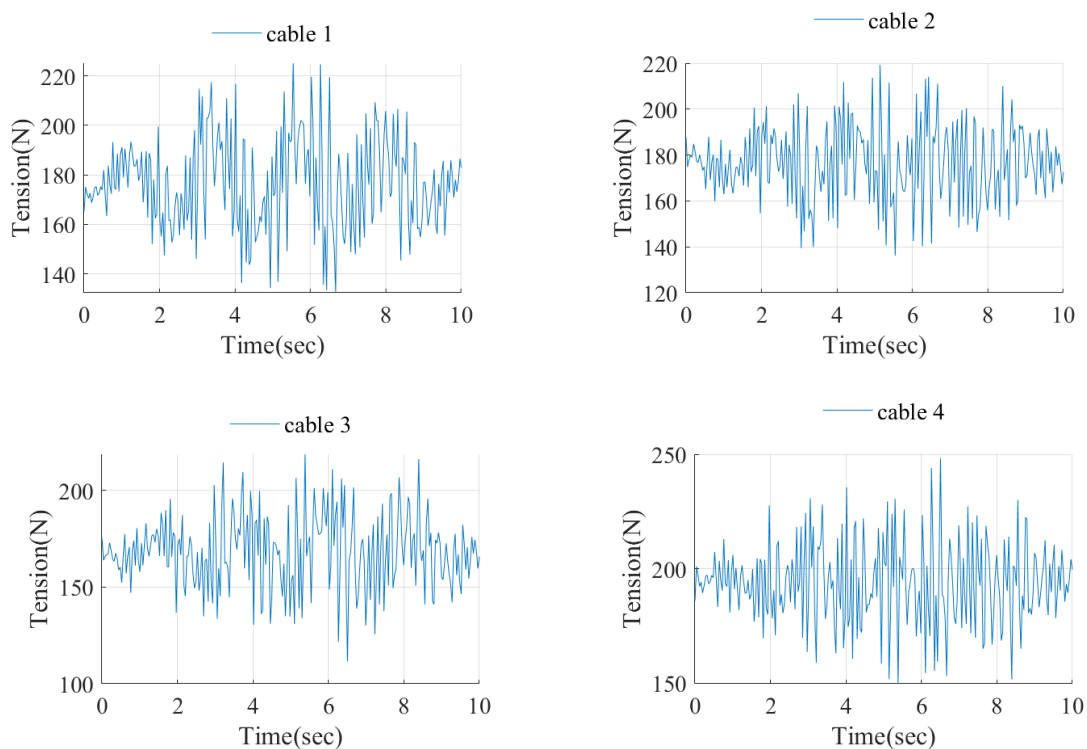 cable 1
220
200
180
160
140
0 2 4 6 8 10
Tension(N)
Time(sec)
cable 2
220
200
180
160
140
120
0 2 4 6 8 10
Tension(N)
Time(sec)
cable 3
200
150
100
0 2 4 6 8 10
Tension(N)
Time(sec)
cable 4
250
200
150
0 2 4 6 8 10
Tension(N)
Time(sec)